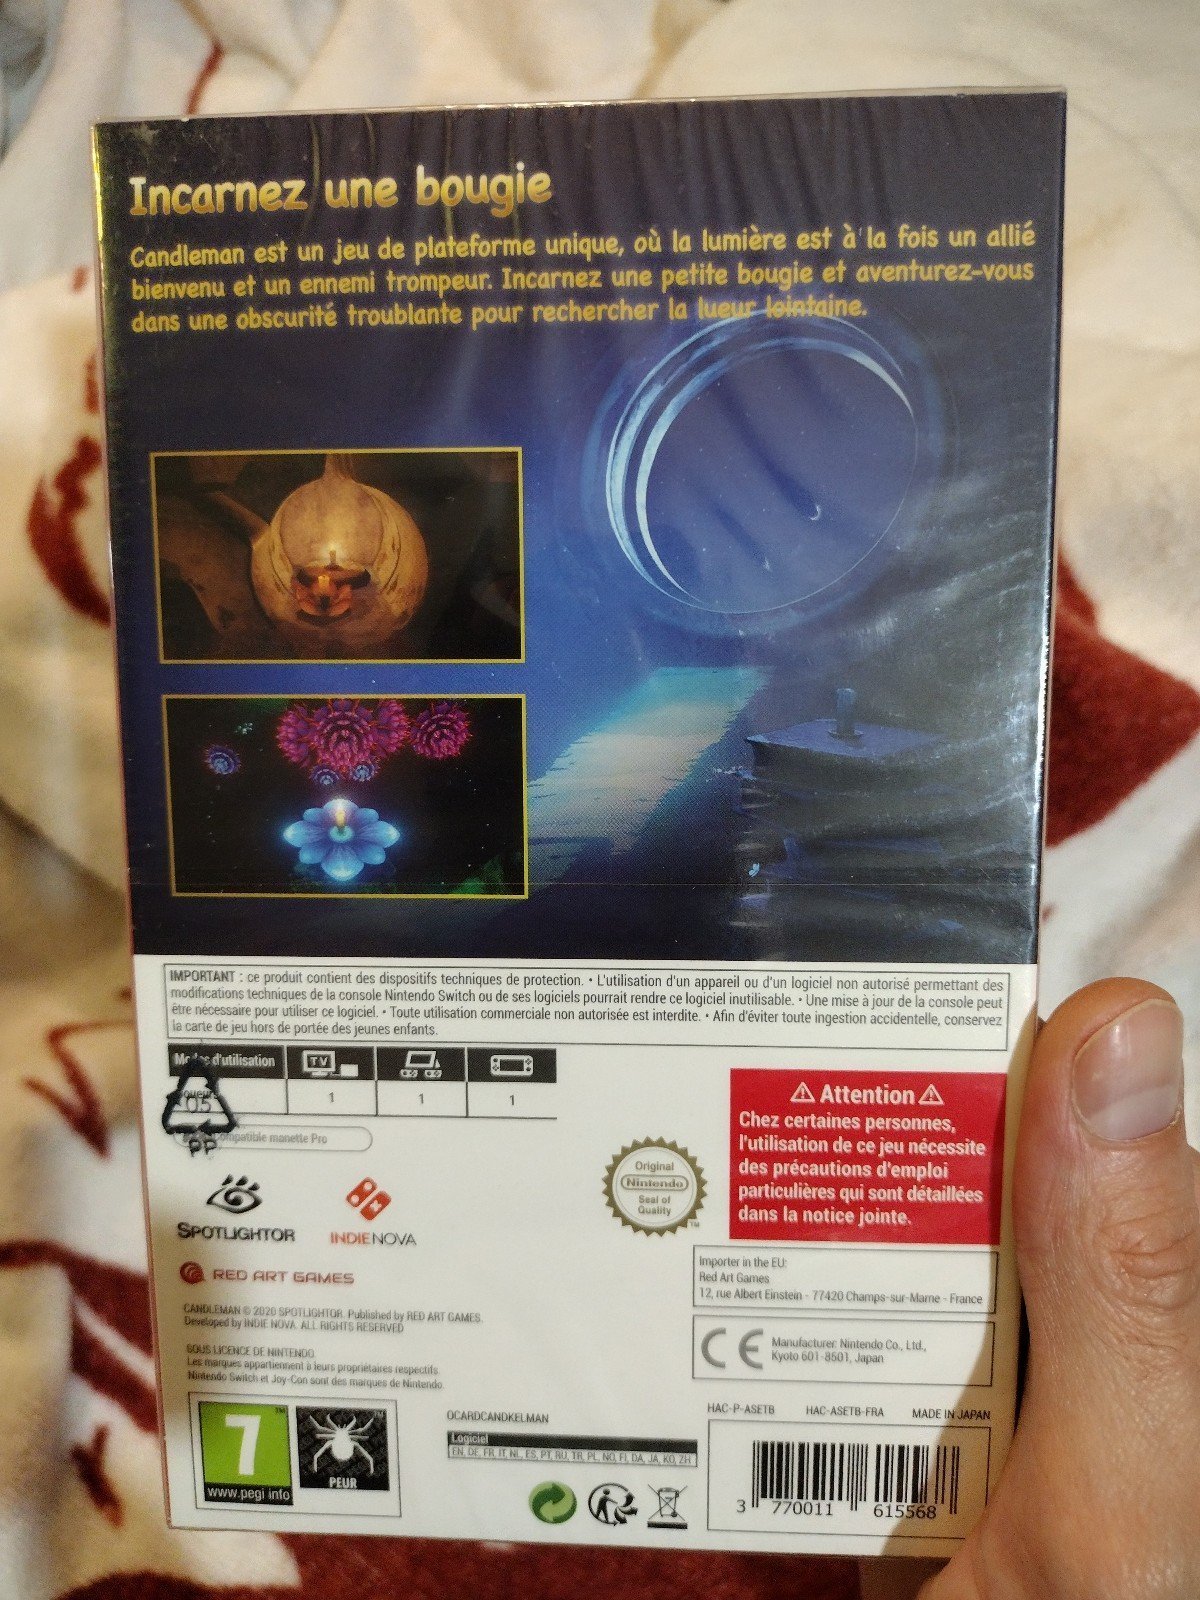 Incarnez une bougie
Candleman est un jeu de plateforme unique, où la lumière est à la fois un allié
bienvenu et un ennemi trompeur. Incarnez une petite bougie et aventurez-vous
dans une obscurité troublante pour rechercher la lueur lointaine.
IMPORTANT : ce produit contient des dispositifs techniques de protection. • L'utilisation d'un appareil ou d'un logiciel non autorisé permettant des
modifications techniques de la console Nintendo Switch ou de ses logiciels pourrait rendre ce logiciel inutilisable. • Une mise à jour de la console peut
être nécessaire pour utiliser ce logiciel. • Toute utilisation commerciale non autorisée est interdite. • Afin d'éviter toute ingestion accidentelle, conservez
la carte de jeu hors de portée des jeunes enfants.
Modes d'utilisation TV
Joueurs 1 1 1
05
PP
compatible manette Pro
SPOTLIGHTOR
INDIENOVA
RED ART GAMES
Original
Nintendo
Seal of
Quality
TM
Attention
Chez certaines personnes,
l'utilisation de ce jeu nécessite
des précautions d'emploi
particulières qui sont détaillées
dans la notice jointe.
CANDLEMAN © 2020 SPOTLIGHTOR. Published by RED ART GAMES.
Developed by INDIE NOVA. ALL RIGHTS RESERVED
SOUS LICENCE DE NINTENDO.
Les marques appartiennent à leurs propriétaires respectifs.
Nintendo Switch et Joy-Con sont des marques de Nintendo.
Importer in the EU:
Red Art Games
12, rue Albert Einstein - 77420 Champs-sur-Marne - France
CE
Manufacturer: Nintendo Co., Ltd.,
Kyoto 601-8501, Japan
HAC-P-ASETB HAC-ASETB-FRA MADE IN JAPAN
7
www.pegi.info
PEUR
OCARDCANDKELMAN
Logiciel
EN, DE, FR, IT, NL, ES, PT, RU, TR, PL, NO, FI, DA, JA, KO, ZH
3 770011 615568